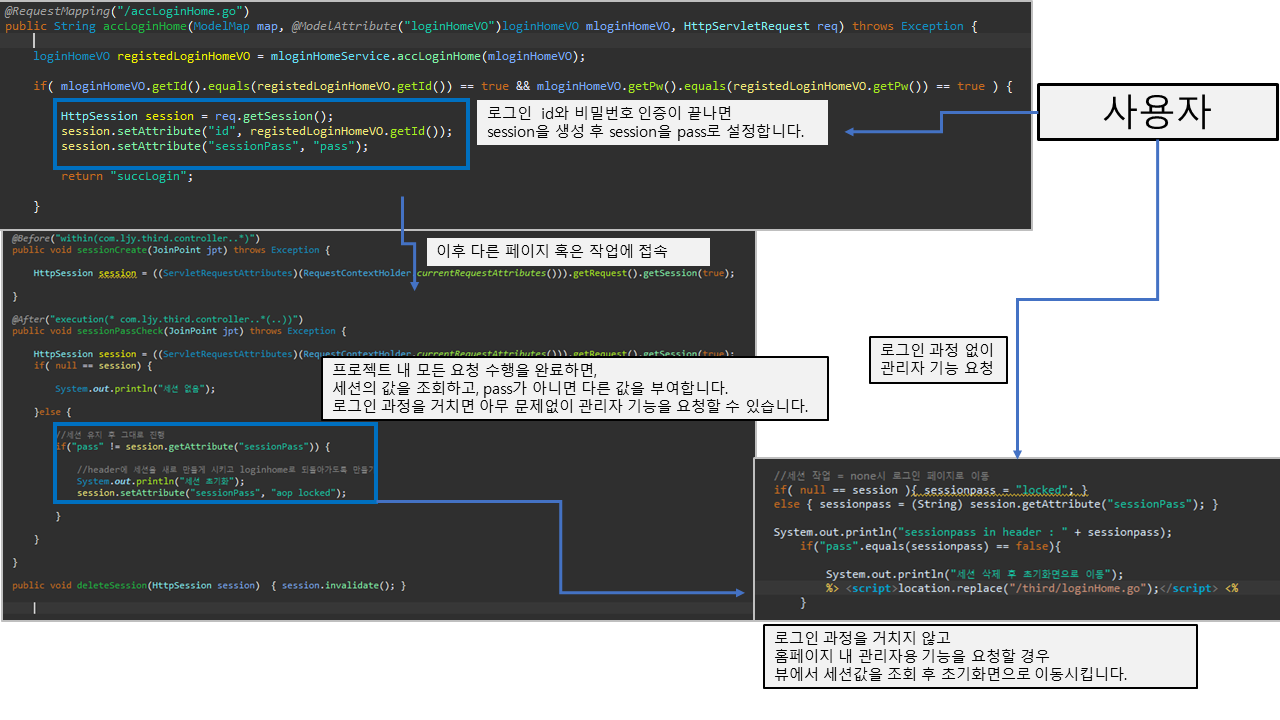 @RequestMapping("/accLoginHome.go")
public String accLoginHome(ModelMap map, @ModelAttribute("loginHomeVO")loginHomeVO mloginHomeVO, HttpServletRequest req) throws Exception {
loginHomeVO registedLoginHomeVO = mloginHomeService.accLoginHome(mloginHomeVO);
if( mloginHomeVO.getId().equals(registedLoginHomeVO.getId()) == true && mloginHomeVO.getPw().equals(registedLoginHomeVO.getPw()) == true ) {
HttpSession session = req.getSession();
session.setAttribute("id", registedLoginHomeVO.getId());
session.setAttribute("sessionPass", "pass");
return "succLogin";
}
로그인 id와 비밀번호 인증이 끝나면
session을 생성 후 session을 pass로 설정합니다.
사용자
@Before("within(com.ljy.third.controller..*)")
public void sessionCreate(JoinPoint jpt) throws Exception {
HttpSession session = ((ServletRequestAttributes)(RequestContextHolder.currentRequestAttributes())).getRequest().getSession(true);
}
이후 다른 페이지 혹은 작업에 접속
@After("execution(* com.ljy.third.controller..*(..))")
public void sessionPassCheck(JoinPoint jpt) throws Exception {
HttpSession session = ((ServletRequestAttributes)(RequestContextHolder.currentRequestAttributes())).getRequest().getSession(true);
if( null == session) {
System.out.println("세션 없음");
}else {
//세션 유지 후 그대로 진행
if("pass" != session.getAttribute("sessionPass")) {
//header에 세션을 새로 만들게 시키고 loginhome로 되돌아가도록 만들기
System.out.println("세션 초기화");
session.setAttribute("sessionPass", "aop locked");
}
}
}
public void deleteSession(HttpSession session)  { session.invalidate(); }
프로젝트 내 모든 요청 수행을 완료하면,
세션의 값을 조회하고, pass가 아니면 다른 값을 부여합니다.
로그인 과정을 거치면 아무 문제없이 관리자 기능을 요청할 수 있습니다.
로그인 과정 없이
관리자 기능 요청
//세션 작업 = none시 로그인 페이지로 이동
if( null == session ){ sessionpass = "locked"; }
else { sessionpass = (String) session.getAttribute("sessionPass"); }
System.out.println("sessionpass in header : " + sessionpass);
if("pass".equals(sessionpass) == false){
System.out.println("세션 삭제 후 초기화면으로 이동");
%> <script>location.replace("/third/loginHome.go");</script> <%
}
로그인 과정을 거치지 않고
홈페이지 내 관리자용 기능을 요청할 경우
뷰에서 세션값을 조회 후 초기화면으로 이동시킵니다.